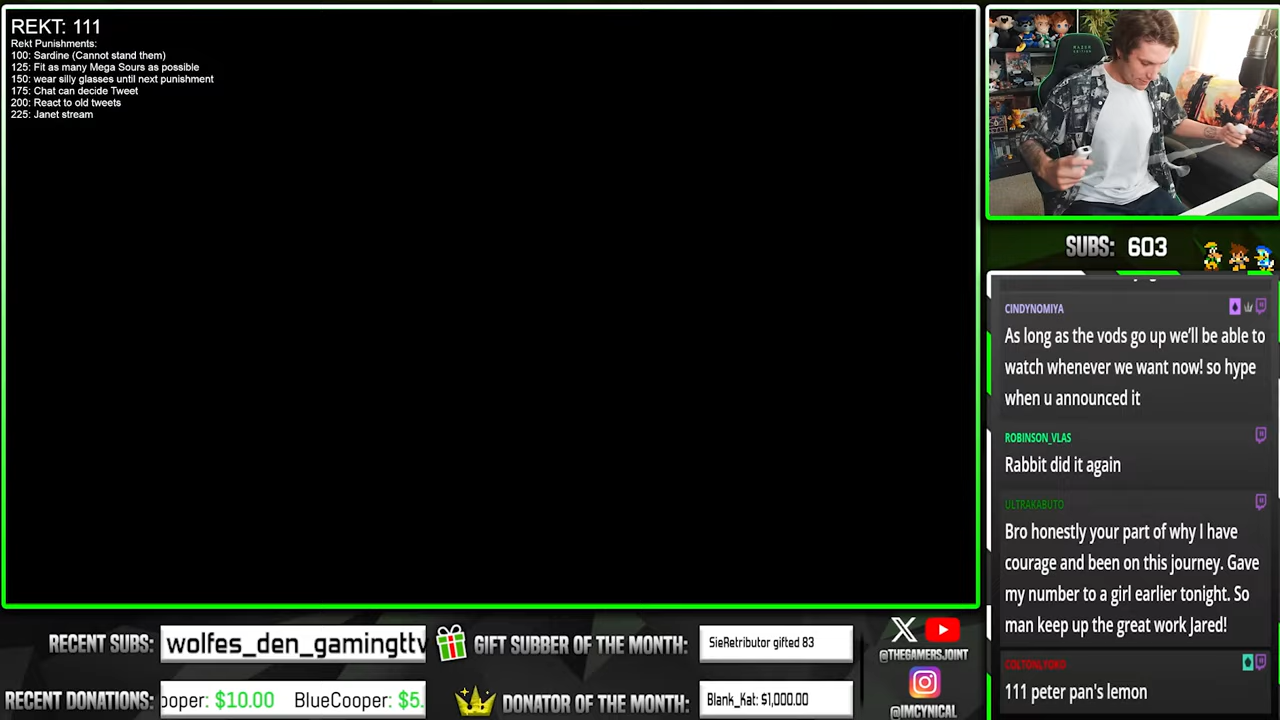 REKT: 111
Rekt Punishments:
100: Sardine (Cannot stand them)
125: Fit as many Mega Sours as possible
150: wear silly glasses until next punishment
175: Chat can decide Tweet
200: React to old tweets
225: Janet stream
SUBS: 603
CINDYNOMIYA
As long as the vods go up we'll be able to
watch whenever we want now! so hype
when u announced it
ROBINSON_VLAS
Rabbit did it again
ULTRAKABUTO
Bro honestly your part of why I have
courage and been on this journey. Gave
my number to a girl earlier tonight. So
man keep up the great work Jared!
COLTONLYOKO
111 peter pan's lemon
RECENT SUBS: wolfes_den_gamingttv
GIFT SUBBER OF THE MONTH: SieRetributor gifted 83
@THEGAMERSJOINT
RECENT DONATIONS: ooper: $10.00 BlueCooper: $5.
DONATOR OF THE MONTH: Blank_Kat: $1,000.00
@IMCYNICAL